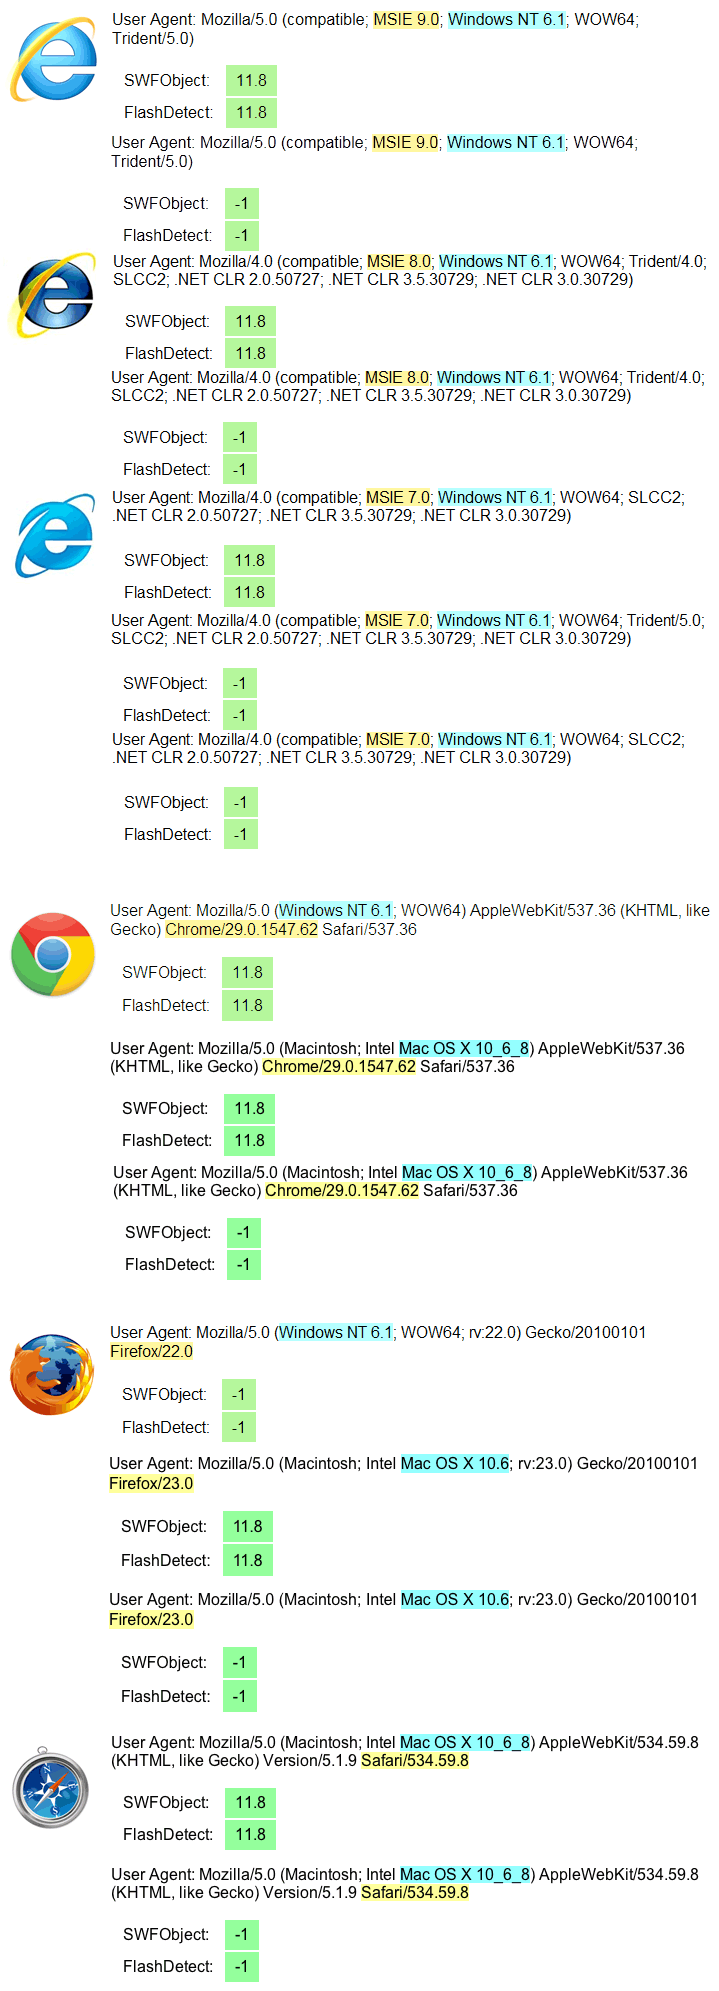 User Agent: Mozilla/5.0 (compatible; MSIE 9.0; Windows NT 6.1; WOW64;
Trident/5.0)
SWFObject: 11.8
FlashDetect: 11.8
User Agent: Mozilla/5.0 (compatible; MSIE 9.0; Windows NT 6.1; WOW64;
Trident/5.0)
SWFObject: -1
FlashDetect: -1
User Agent: Mozilla/4.0 (compatible; MSIE 8.0; Windows NT 6.1; WOW64; Trident/4.0;
SLCC2; .NET CLR 2.0.50727; .NET CLR 3.5.30729; .NET CLR 3.0.30729)
SWFObject: 11.8
FlashDetect: 11.8
User Agent: Mozilla/4.0 (compatible; MSIE 8.0; Windows NT 6.1; WOW64; Trident/4.0;
SLCC2; .NET CLR 2.0.50727; .NET CLR 3.5.30729; .NET CLR 3.0.30729)
SWFObject: -1
FlashDetect: -1
User Agent: Mozilla/4.0 (compatible; MSIE 7.0; Windows NT 6.1; WOW64; SLCC2;
.NET CLR 2.0.50727; .NET CLR 3.5.30729; .NET CLR 3.0.30729)
SWFObject: 11.8
FlashDetect: 11.8
User Agent: Mozilla/4.0 (compatible; MSIE 7.0; Windows NT 6.1; WOW64; Trident/5.0;
SLCC2; .NET CLR 2.0.50727; .NET CLR 3.5.30729; .NET CLR 3.0.30729)
SWFObject: -1
FlashDetect: -1
User Agent: Mozilla/4.0 (compatible; MSIE 7.0; Windows NT 6.1; WOW64; SLCC2;
.NET CLR 2.0.50727; .NET CLR 3.5.30729; .NET CLR 3.0.30729)
SWFObject: -1
FlashDetect: -1
User Agent: Mozilla/5.0 (Windows NT 6.1; WOW64) AppleWebKit/537.36 (KHTML, like
Gecko) Chrome/29.0.1547.62 Safari/537.36
SWFObject: 11.8
FlashDetect: 11.8
User Agent: Mozilla/5.0 (Macintosh; Intel Mac OS X 10_6_8) AppleWebKit/537.36
(KHTML, like Gecko) Chrome/29.0.1547.62 Safari/537.36
SWFObject: 11.8
FlashDetect: 11.8
User Agent: Mozilla/5.0 (Macintosh; Intel Mac OS X 10_6_8) AppleWebKit/537.36
(KHTML, like Gecko) Chrome/29.0.1547.62 Safari/537.36
SWFObject: -1
FlashDetect: -1
User Agent: Mozilla/5.0 (Windows NT 6.1; WOW64; rv:22.0) Gecko/20100101
Firefox/22.0
SWFObject: -1
FlashDetect: -1
User Agent: Mozilla/5.0 (Macintosh; Intel Mac OS X 10.6; rv:23.0) Gecko/20100101
Firefox/23.0
SWFObject: 11.8
FlashDetect: 11.8
User Agent: Mozilla/5.0 (Macintosh; Intel Mac OS X 10.6; rv:23.0) Gecko/20100101
Firefox/23.0
SWFObject: -1
FlashDetect: -1
User Agent: Mozilla/5.0 (Macintosh; Intel Mac OS X 10_6_8) AppleWebKit/534.59.8
(KHTML, like Gecko) Version/5.1.9 Safari/534.59.8
SWFObject: 11.8
FlashDetect: 11.8
User Agent: Mozilla/5.0 (Macintosh; Intel Mac OS X 10_6_8) AppleWebKit/534.59.8
(KHTML, like Gecko) Version/5.1.9 Safari/534.59.8
SWFObject: -1
FlashDetect: -1